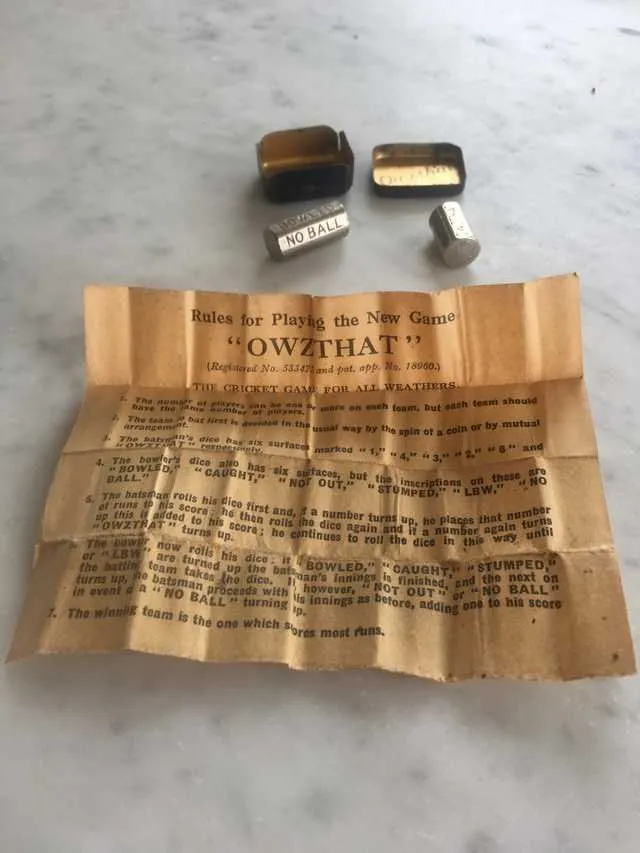 NO BALL
Rules for Playing the New Game
"OWZTHAT"
(Registered No. 533474 and pat. app. No. 18960.)
THE CRICKET GAME FOR ALL WEATHERS.
1. The number of players can be one or more on each team, but each team should
have the same number of players.
2. The team to bat first is decided in the usual way by the spin of a coin or by mutual
arrangement.
3. The batsman's dice has six surfaces marked "1," "4," "3," "2," "6" and
"OWZTHAT" respectively.
4. The bowler's dice also has six surfaces, but the inscriptions on these are
"BOWLED," "CAUGHT," "NOT OUT," "STUMPED," "LBW," "NO
BALL."
5. The batsman rolls his dice first and, if a number turns up, he places that number
of runs to his score; he then rolls the dice again and if a number again turns
up this is added to his score; he continues to roll the dice in this way until
"OWZTHAT" turns up.
6. The bowler now rolls his dice: if "BOWLED," "CAUGHT," "STUMPED,"
or "LBW" are turned up the batsman's innings is finished, and the next on
the batting team takes the dice. If, however, "NOT OUT" or "NO BALL"
turns up, the batsman proceeds with his innings as before, adding one to his score
in event of a "NO BALL" turning up.
7. The winning team is the one which scores most runs.